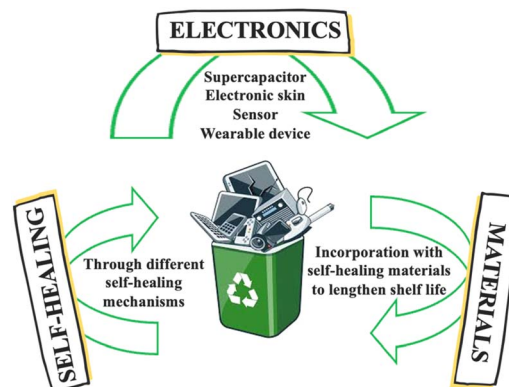 ELECTRONICS
Supercapacitor
Electronic skin
Sensor
Wearable device
SELF-HEALING
Through different
self-healing
mechanisms
Incorporation with
self-healing materials
to lengthen shelf life
MATERIALS